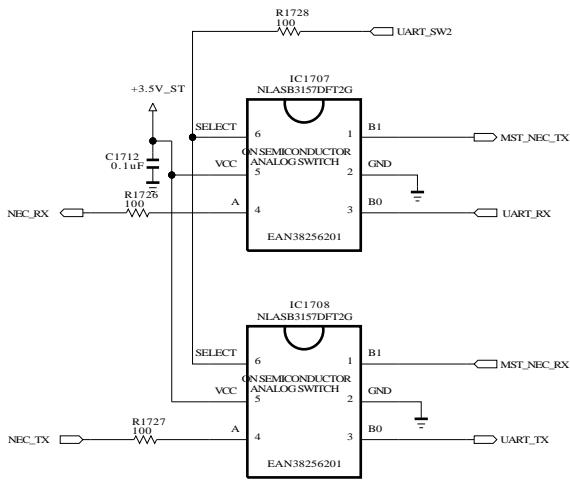 R1728
100
UART_SW2
IC1707
NLASB3157DFT2G
+3.5V_ST
SELECT
6
1
B1
MST_NEC_TX
ON SEMICONDUCTOR
ANALOG SWITCH
C1712
0.1uF
VCC
5
2
GND
R1726
100
NEC_RX
A
4
3
B0
UART_RX
EAN38256201
IC1708
NLASB3157DFT2G
SELECT
6
1
B1
MST_NEC_RX
ON SEMICONDUCTOR
ANALOG SWITCH
VCC
5
2
GND
R1727
100
NEC_TX
A
4
3
B0
UART_TX
EAN38256201